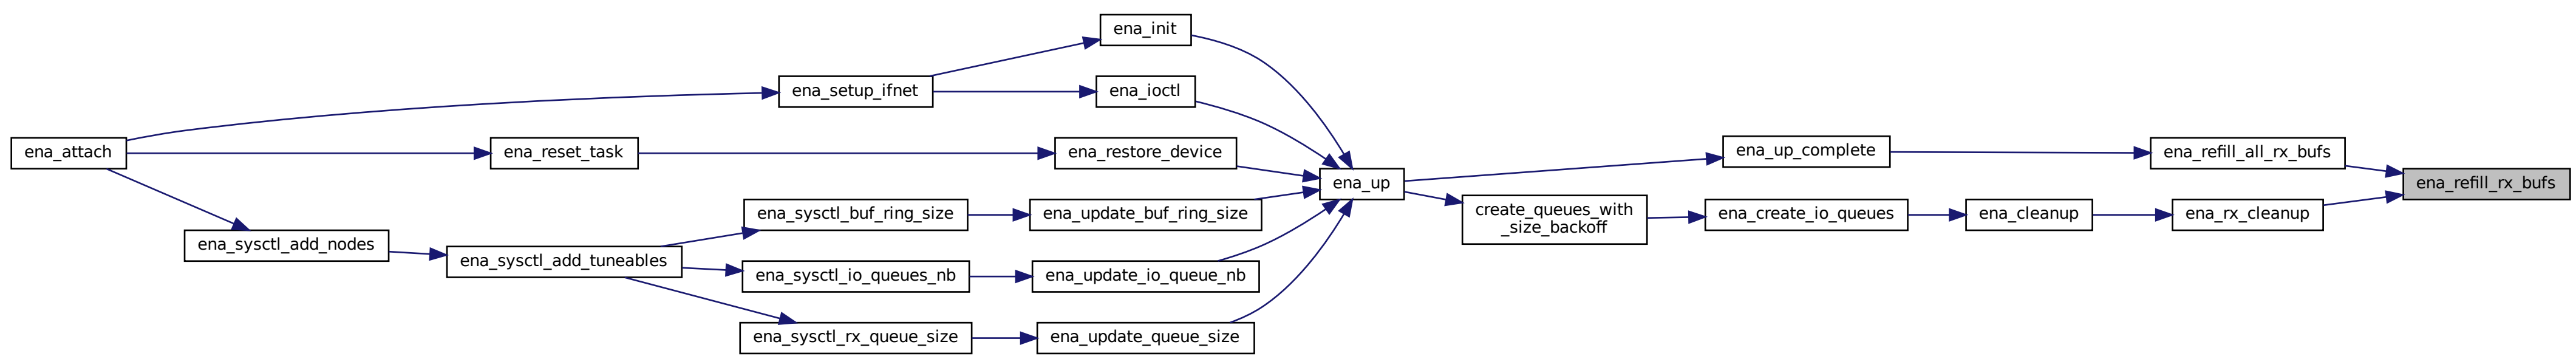 ena_init
ena_setup_ifnet
ena_ioctl
ena_attach
ena_reset_task
ena_restore_device
ena_up_complete
ena_refill_all_rx_bufs
ena_up
ena_refill_rx_bufs
ena_sysctl_buf_ring_size
ena_update_buf_ring_size
create_queues_with
_size_backoff
ena_create_io_queues
ena_cleanup
ena_rx_cleanup
ena_sysctl_add_nodes
ena_sysctl_add_tuneables
ena_sysctl_io_queues_nb
ena_update_io_queue_nb
ena_sysctl_rx_queue_size
ena_update_queue_size